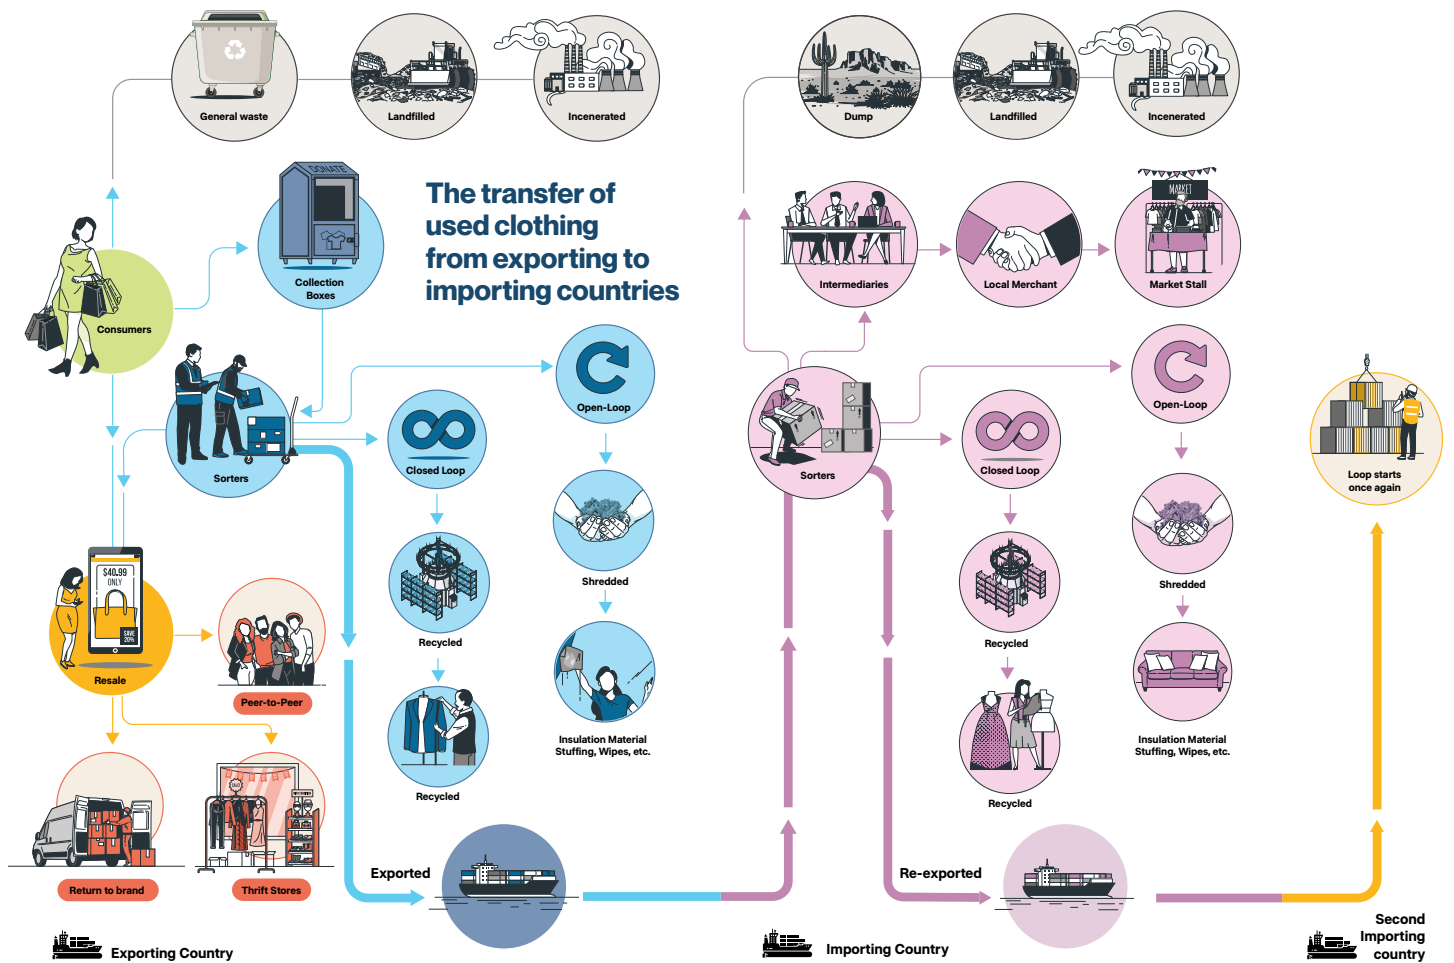 General waste
Landfilled
Incenerated
Dump
Landfilled
Incenerated
DONATE
Collection
Boxes
The transfer of
used clothing
from exporting to
importing countries
MARKET
Intermediaries
Local Merchant
Market Stall
Consumers
Sorters
Open-Loop
Closed Loop
Shredded
Recycled
Insulation Material
Stuffing, Wipes, etc.
Recycled
Sorters
Open-Loop
Closed Loop
Shredded
Recycled
Insulation Material
Stuffing, Wipes, etc.
Recycled
Loop starts
once again
$40.99
ONLY
SAVE
20%
Resale
Peer-to-Peer
Return to brand
Thrift Stores
Exported
Re-exported
Exporting Country
Importing Country
Second
Importing
country